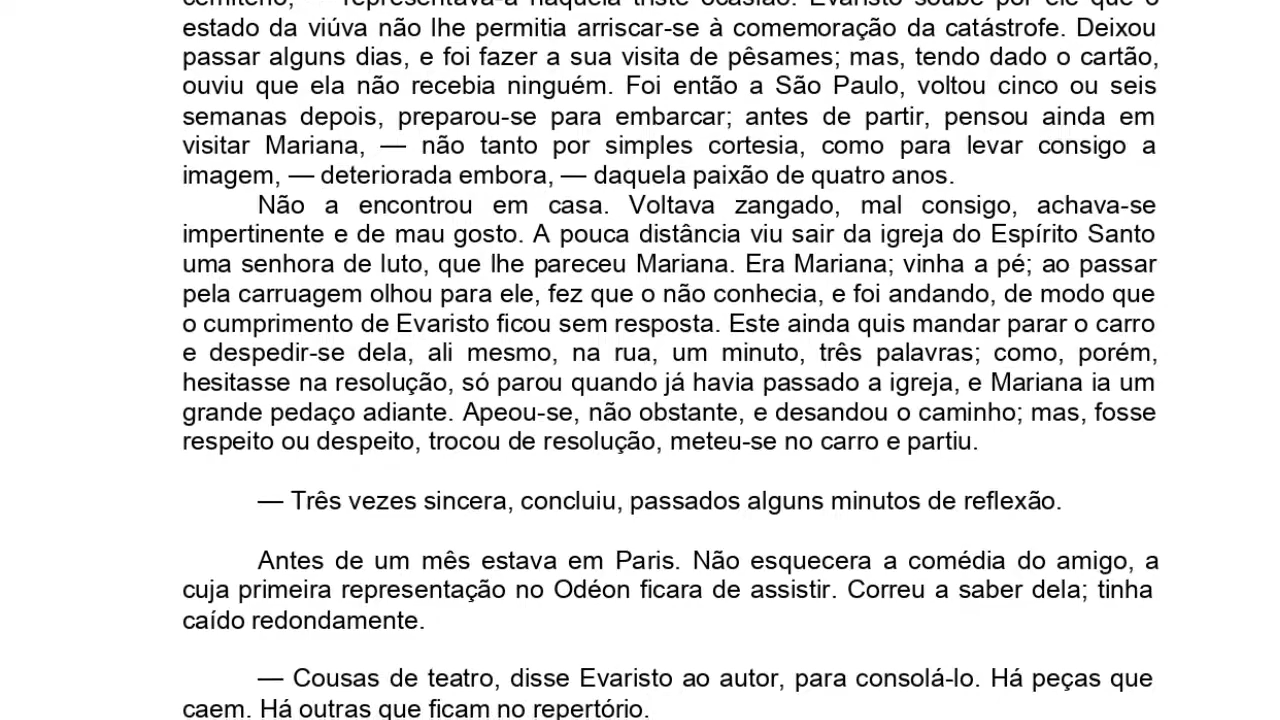 cemitério, — representava-a naquela triste ocasião. Evaristo soube por ele que o
estado da viúva não lhe permitia arriscar-se à comemoração da catástrofe. Deixou
passar alguns dias, e foi fazer a sua visita de pêsames; mas, tendo dado o cartão,
ouviu que ela não recebia ninguém. Foi então a São Paulo, voltou cinco ou seis
semanas depois, preparou-se para embarcar; antes de partir, pensou ainda em
visitar Mariana, — não tanto por simples cortesia, como para levar consigo a
imagem, — deteriorada embora, — daquela paixão de quatro anos.
Não a encontrou em casa. Voltava zangado, mal consigo, achava-se
impertinente e de mau gosto. A pouca distância viu sair da igreja do Espírito Santo
uma senhora de luto, que lhe pareceu Mariana. Era Mariana; vinha a pé; ao passar
pela carruagem olhou para ele, fez que o não conhecia, e foi andando, de modo que
o cumprimento de Evaristo ficou sem resposta. Este ainda quis mandar parar o carro
e despedir-se dela, ali mesmo, na rua, um minuto, três palavras; como, porém,
hesitasse na resolução, só parou quando já havia passado a igreja, e Mariana ia um
grande pedaço adiante. Apeou-se, não obstante, e desandou o caminho; mas, fosse
respeito ou despeito, trocou de resolução, meteu-se no carro e partiu.
— Três vezes sincera, concluiu, passados alguns minutos de reflexão.
Antes de um mês estava em Paris. Não esquecera a comédia do amigo, a
cuja primeira representação no Odéon ficara de assistir. Correu a saber dela; tinha
caído redondamente.
— Cousas de teatro, disse Evaristo ao autor, para consolá-lo. Há peças que
caem. Há outras que ficam no repertório.